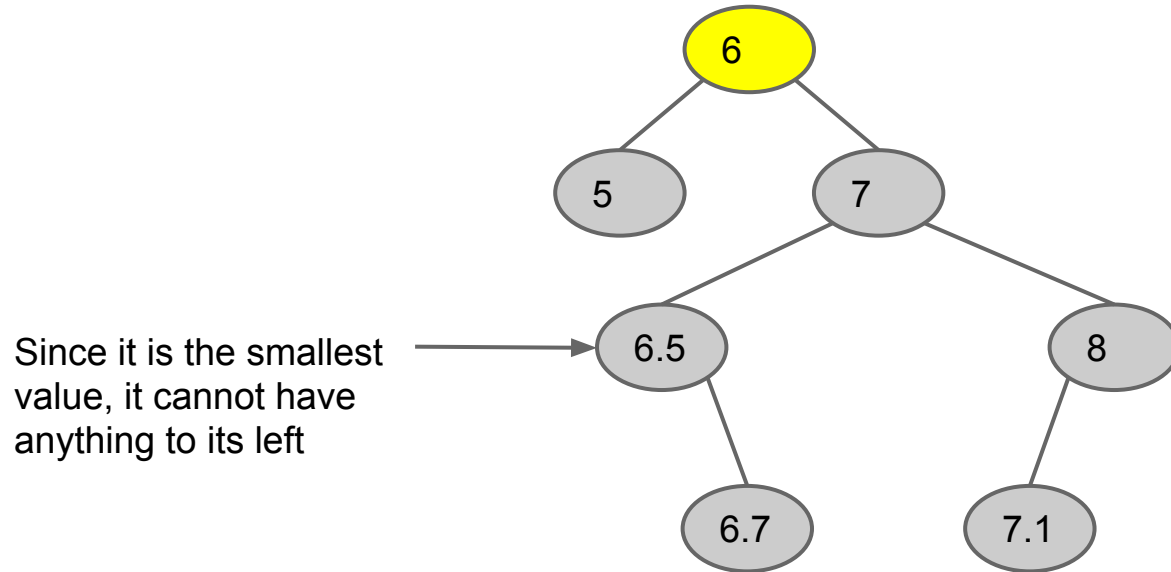 6
5
7
6.5
8
Since it is the smallest
value, it cannot have
anything to its left
6.7
7.1